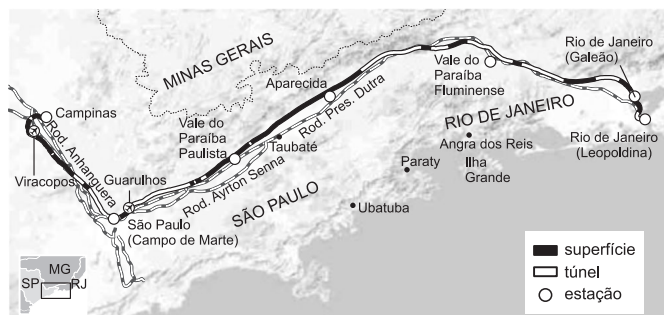 MINAS GERAIS
Rio de Janeiro
(Galeão)
Aparecida
Rod. Pres. Dutra
Vale do
Paraíba
Fluminense
Campinas
Rod. Anhanguera
Vale do
Paraíba
Paulista
Taubaté
RIO DE JANEIRO
Rio de Janeiro
(Leopoldina)
Angra dos Reis
Ilha
Grande
Viracopos
Guarulhos
Rod. Ayrton Senna
Paraty
SÃO PAULO
Ubatuba
São Paulo
(Campo de Marte)
superfície
túnel
estação
MG
SP
RJ